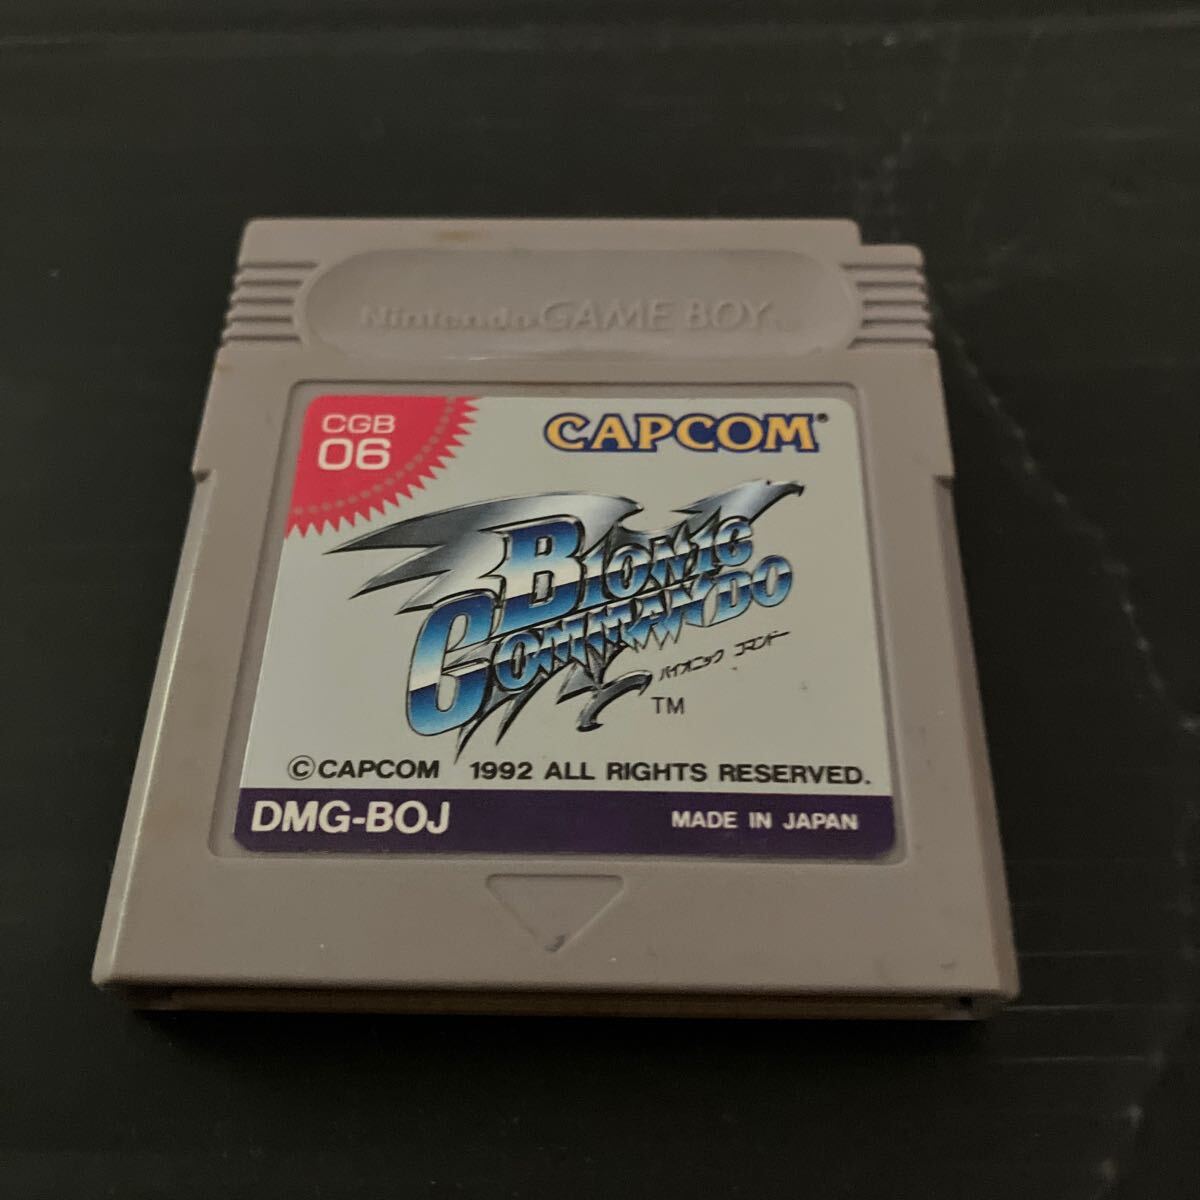 Nintendo GAME BOY TM
CGB
06
CAPCOM®
BIONIC
COMMANDO
バイオニック コマンドー
TM
©CAPCOM 1992 ALL RIGHTS RESERVED.
DMG-BOJ
MADE IN JAPAN